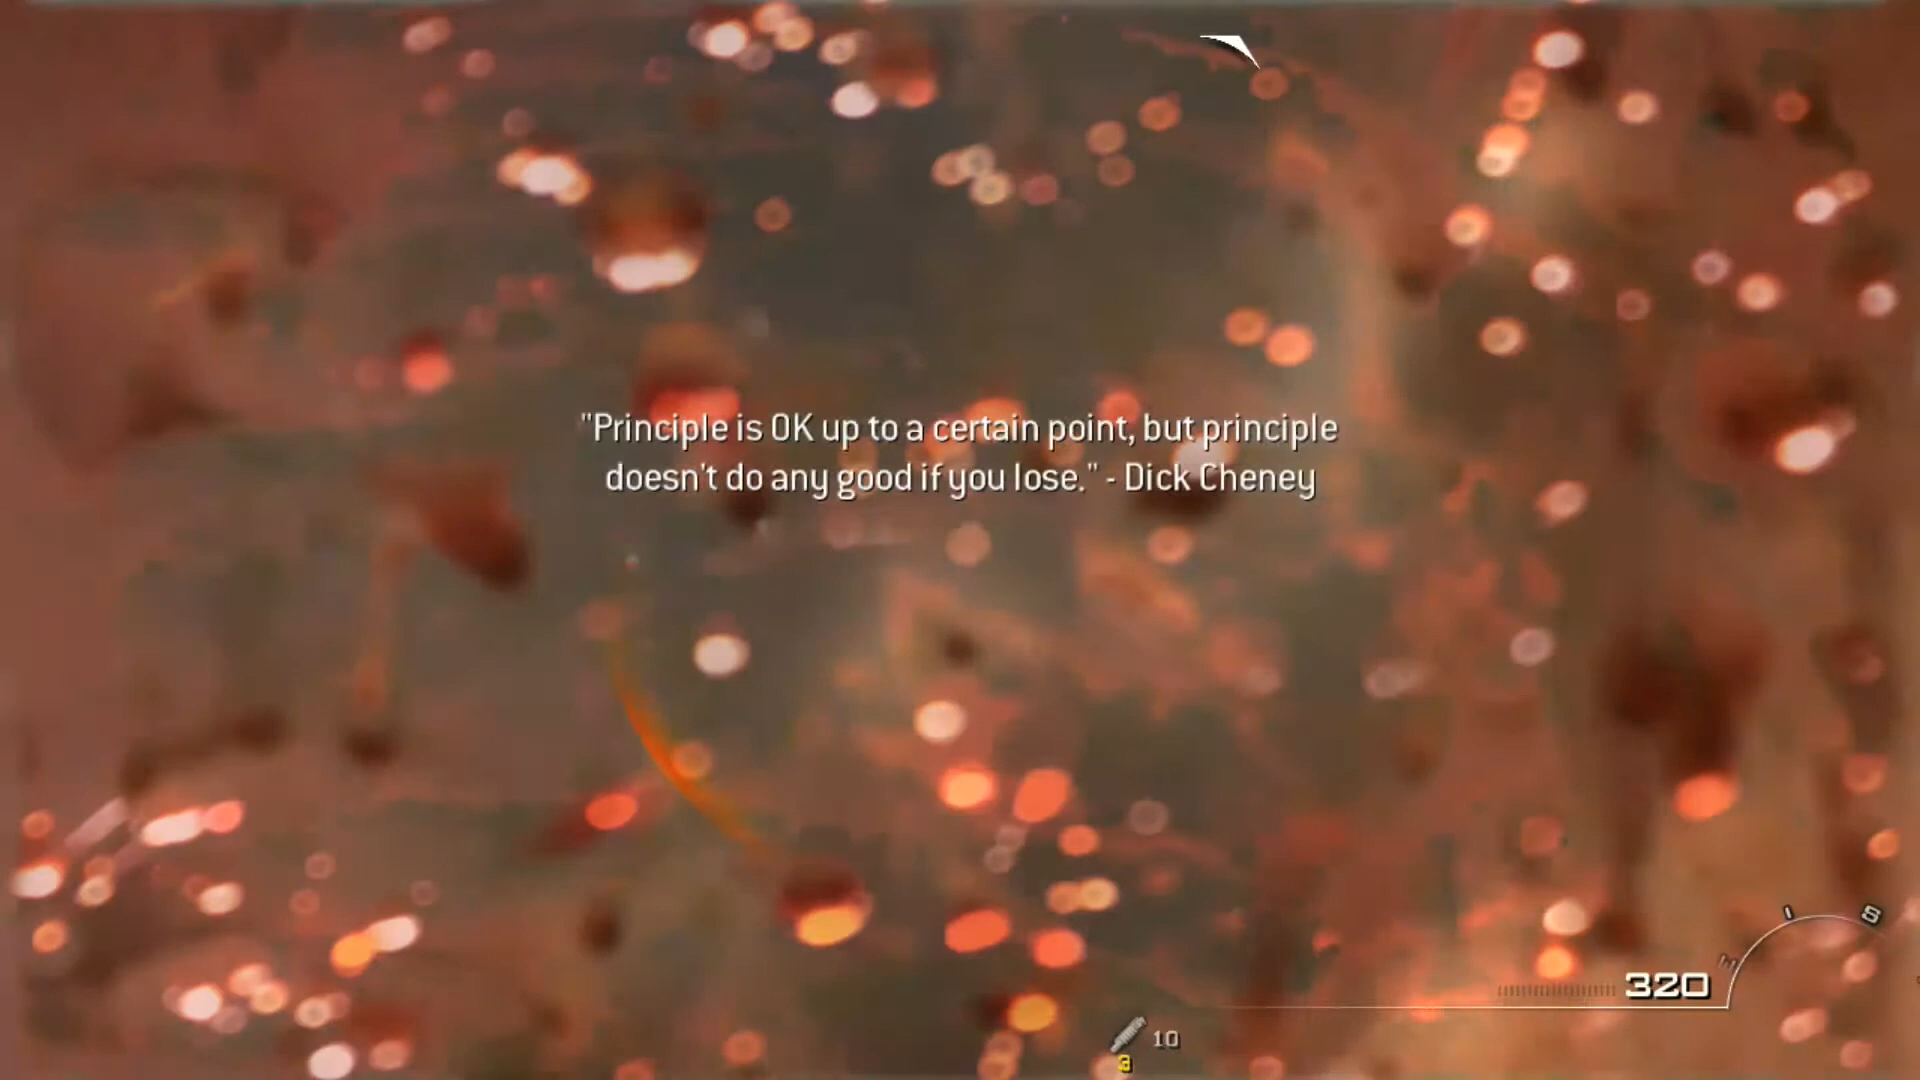 "Principle is OK up to a certain point, but principle
doesn't do any good if you lose." - Dick Cheney
S
E
320
10
3